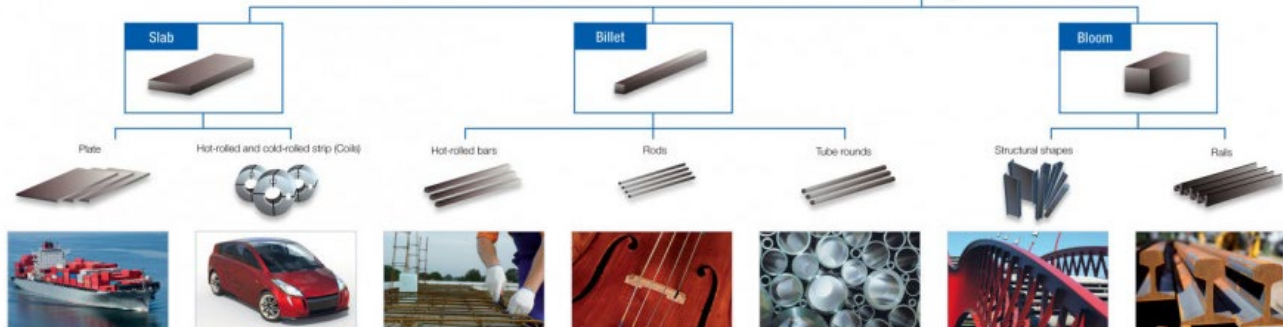 Slab
Billet
Bloom
Plate
Hot-rolled and cold-rolled strip (Coils)
Hot-rolled bars
Rods
Tube rounds
Structural shapes
Rails